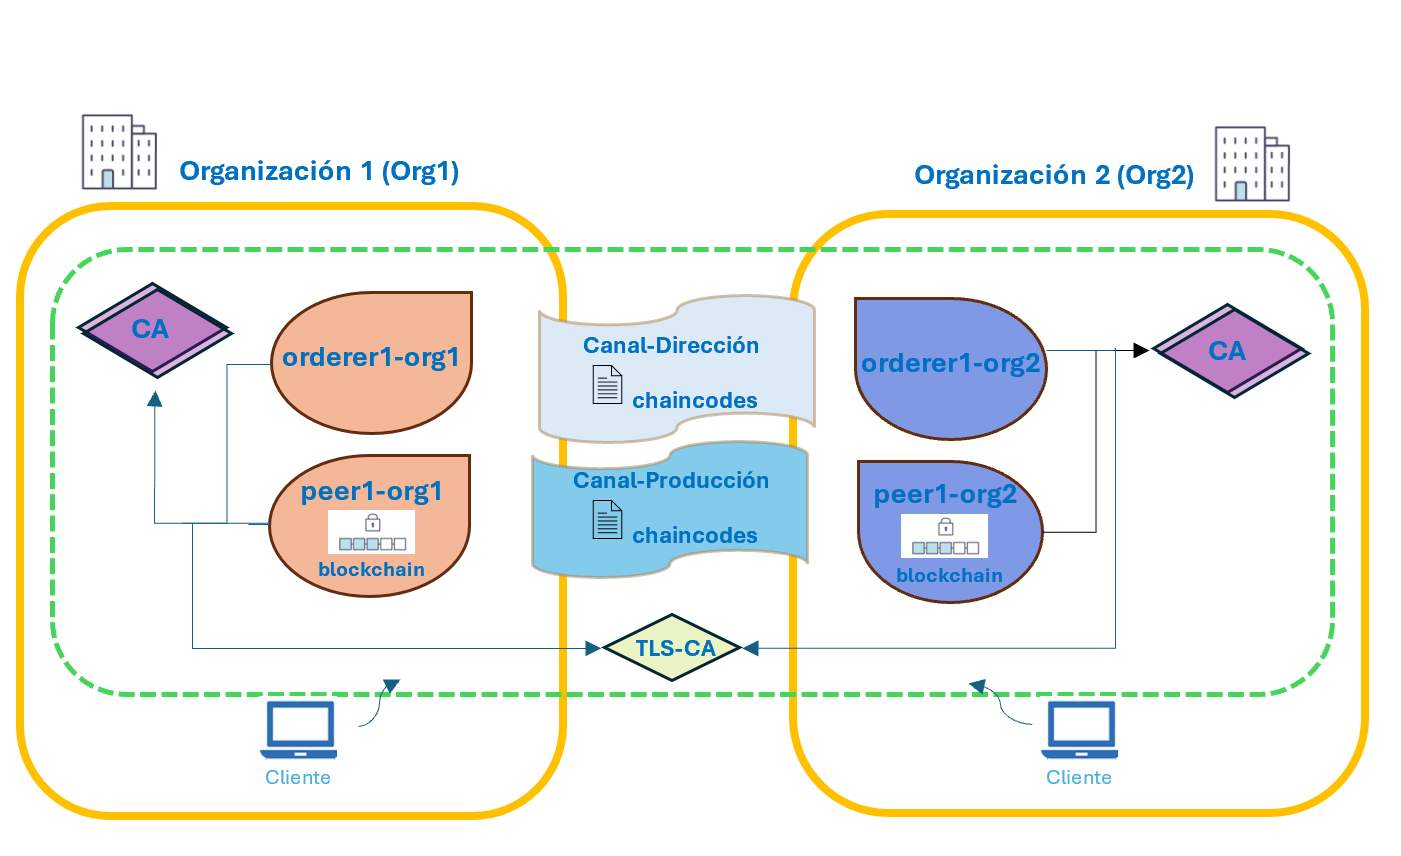 Organización 1 (Org1)
Organización 2 (Org2)
CA
orderer1-org1
Canal-Dirección
chaincodes
orderer1-org2
CA
peer1-org1
blockchain
Canal-Producción
chaincodes
peer1-org2
blockchain
TLS-CA
Cliente
Cliente